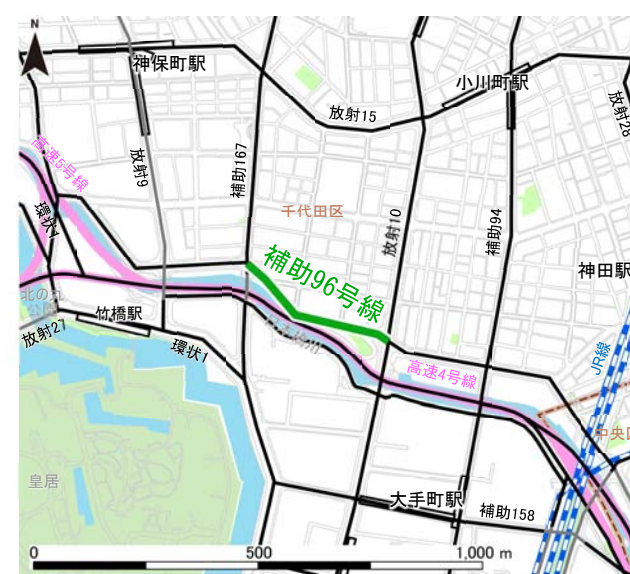 N
神保町駅
小川町駅
放射15
放射28
高速5号線
放射9
補助167
環状1
千代田区
放射10
補助94
補助96号線
神田駅
北の丸
公園
竹橋駅
日本橋川
放射27
環状1
高速4号線
JR線
中央区
皇居
大手町駅
補助158
0 500 1,000 m